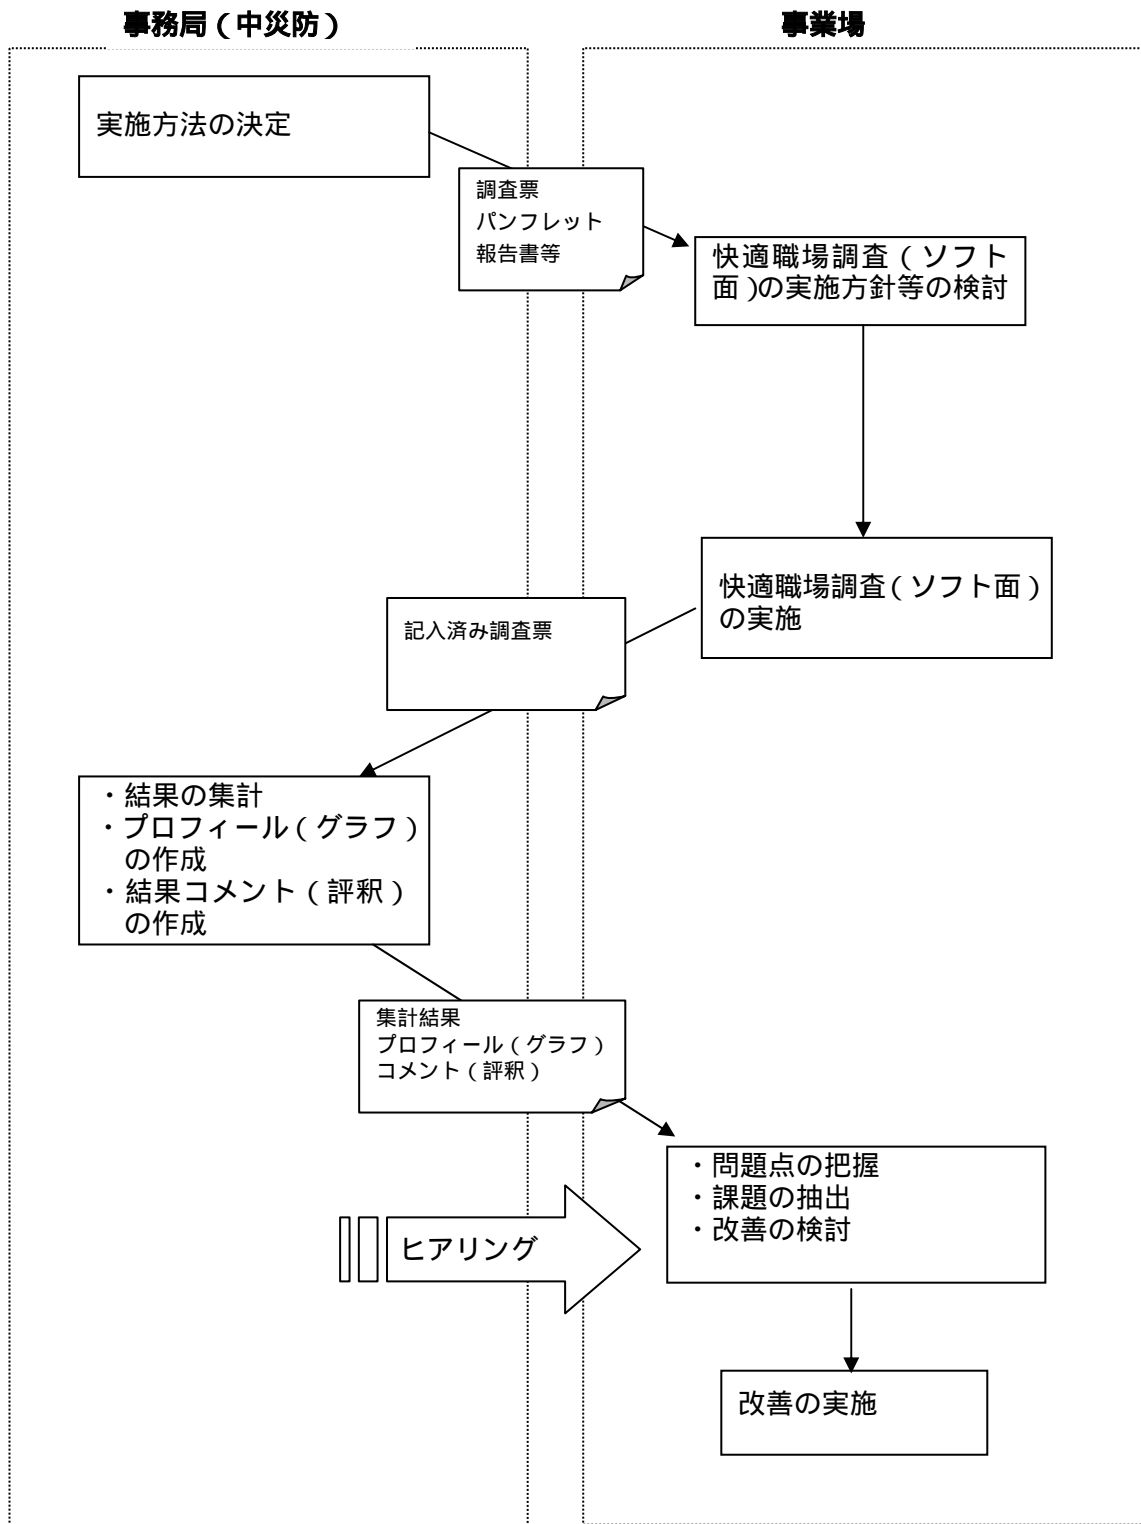 事務局（中災防）
事業場
実施方法の決定
調査票
パンフレット
報告書等
快適職場調査（ソフト
面）の実施方針等の検討
快適職場調査（ソフト面）
の実施
記入済み調査票
・結果の集計
・プロフィール（グラフ）
の作成
・結果コメント（評釈）
の作成
集計結果
プロフィール（グラフ）
コメント（評釈）
・問題点の把握
・課題の抽出
・改善の検討
ヒアリング
改善の実施